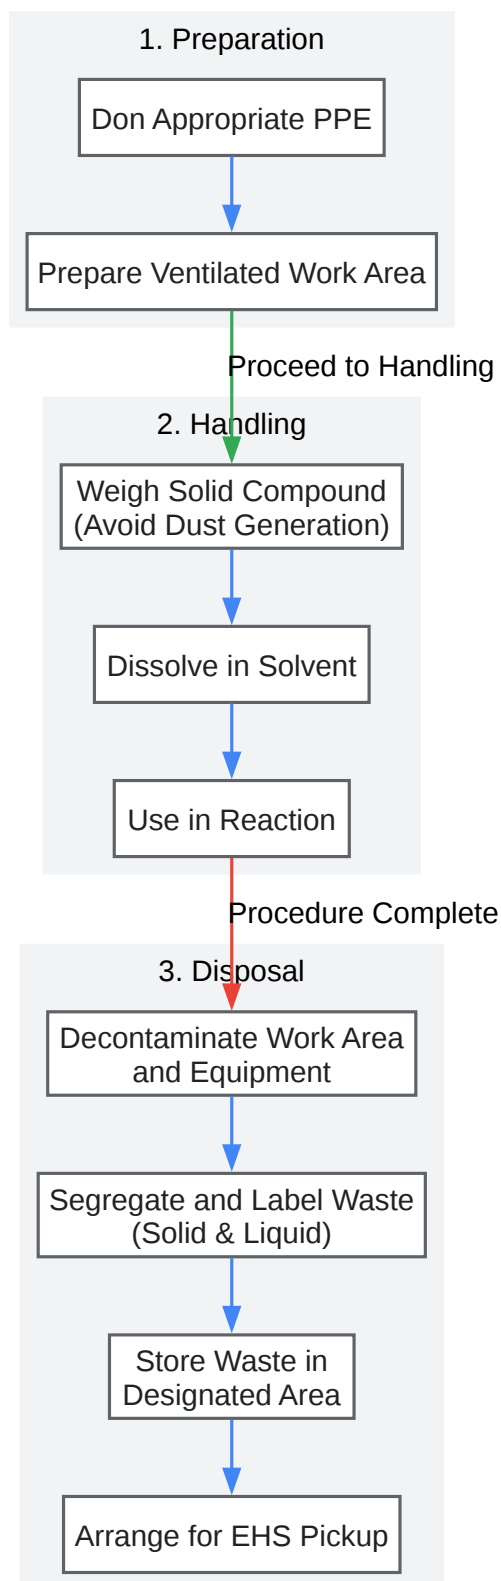 1. Preparation
Don Appropriate PPE
Prepare Ventilated Work Area
Proceed to Handling
2. Handling
Weigh Solid Compound
(Avoid Dust Generation)
Dissolve in Solvent
Use in Reaction
Procedure Complete
3. Disposal
Decontaminate Work Area
and Equipment
Segregate and Label Waste
(Solid & Liquid)
Store Waste in
Designated Area
Arrange for EHS Pickup